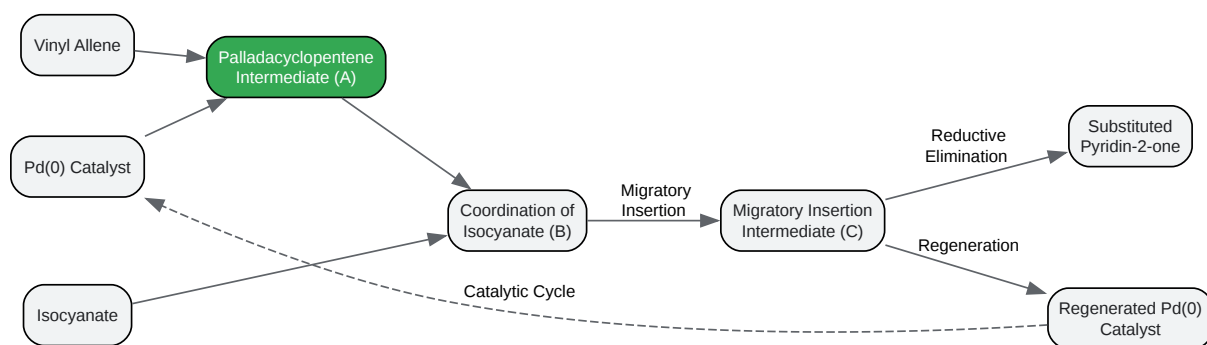 Vinyl Allene
Palladacyclopentene
Intermediate (A)
Pd(0) Catalyst
Isocyanate
Coordination of
Isocyanate (B)
Migratory
Insertion
Migratory Insertion
Intermediate (C)
Reductive
Elimination
Substituted
Pyridin-2-one
Regeneration
Regenerated Pd(0)
Catalyst
Catalytic Cycle